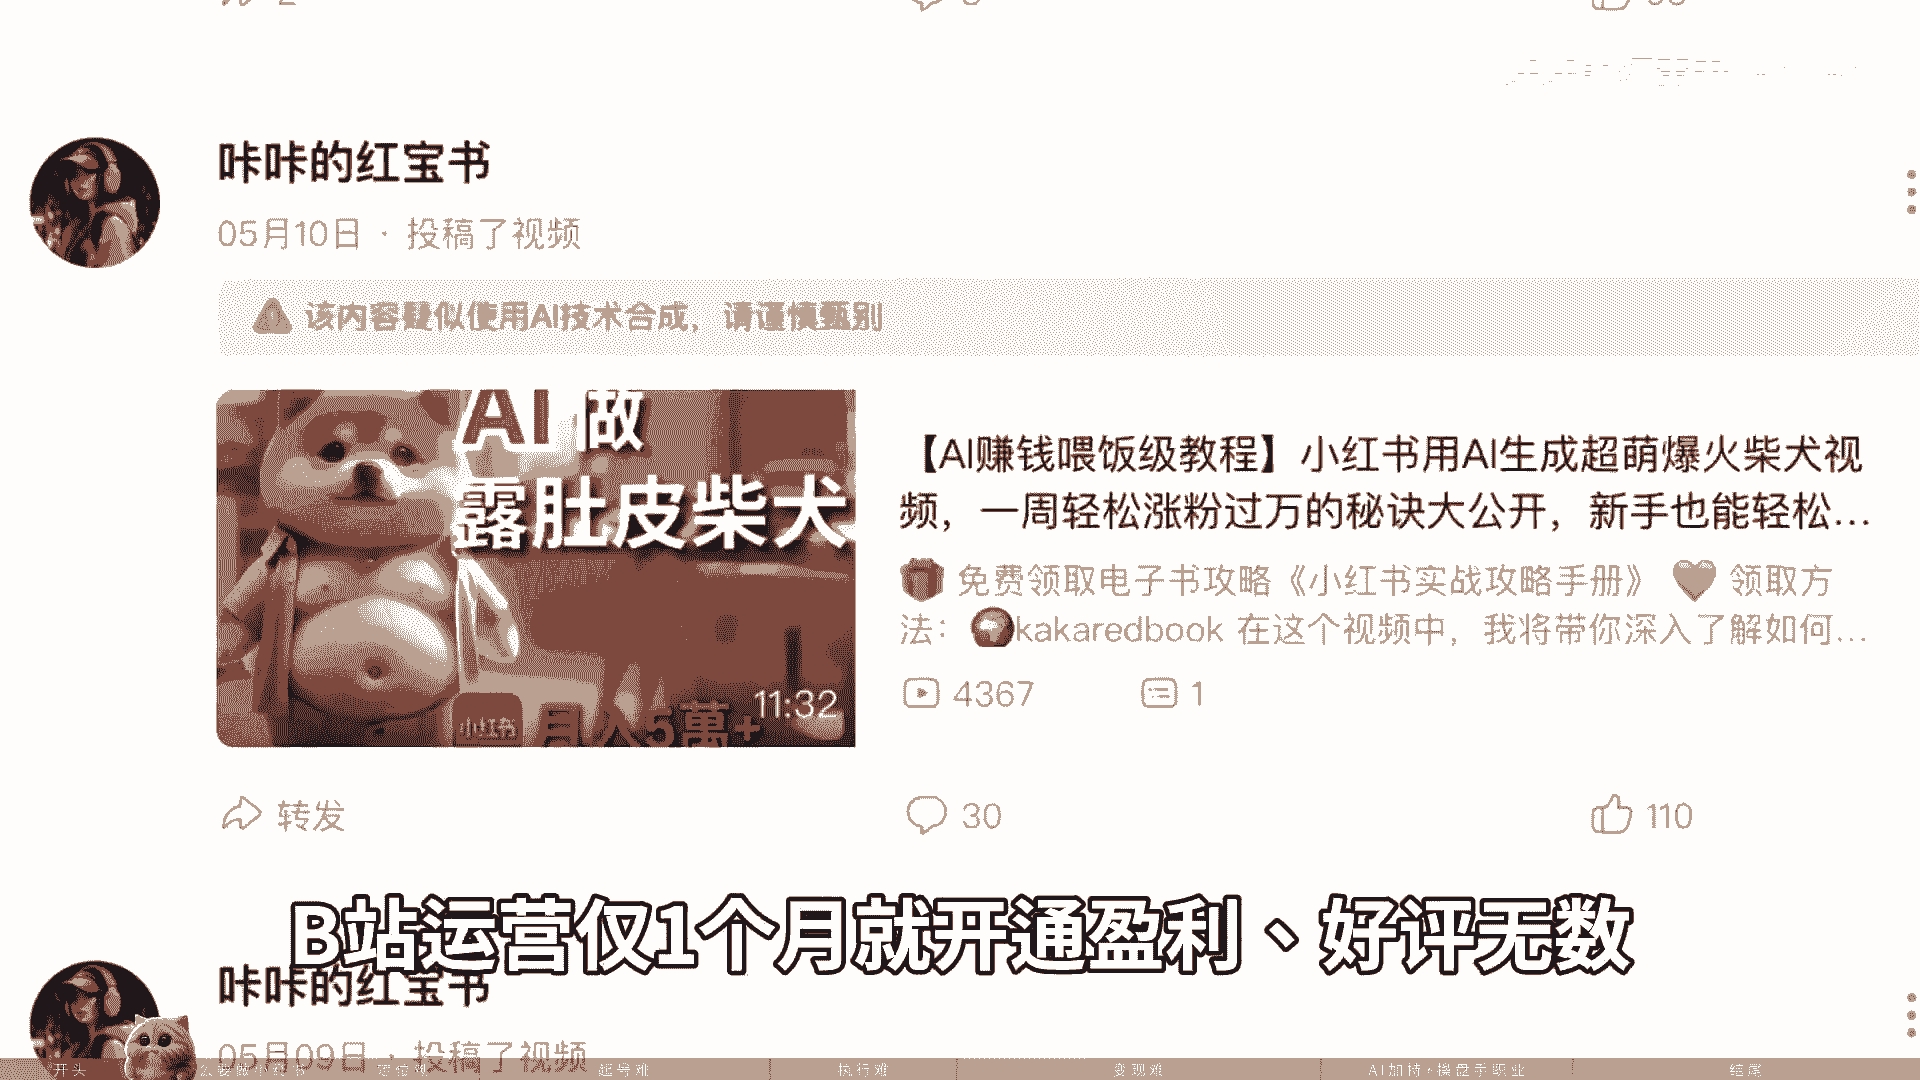 咔咔的红宝书
05月10日 · 投稿了视频
该内容疑似使用AI技术合成，请谨慎甄别
AI 做
露肚皮柴犬
小红书
月入5萬+
11:32
【AI赚钱喂饭级教程】小红书用AI生成超萌爆火柴犬视
频，一周轻松涨粉过万的秘诀大公开，新手也能轻松...
免费领取电子书攻略《小红书实战攻略手册》 领取方
法： kakaredbook 在这个视频中，我将带你深入了解如何...
4367 1
转发 30 110
B站运营仅1个月就开通盈利、好评无数
咔咔的红宝书
05月09日 · 投稿了视频
开头 起号难 执行难 变现难 AI加持·操盘手职业 结尾